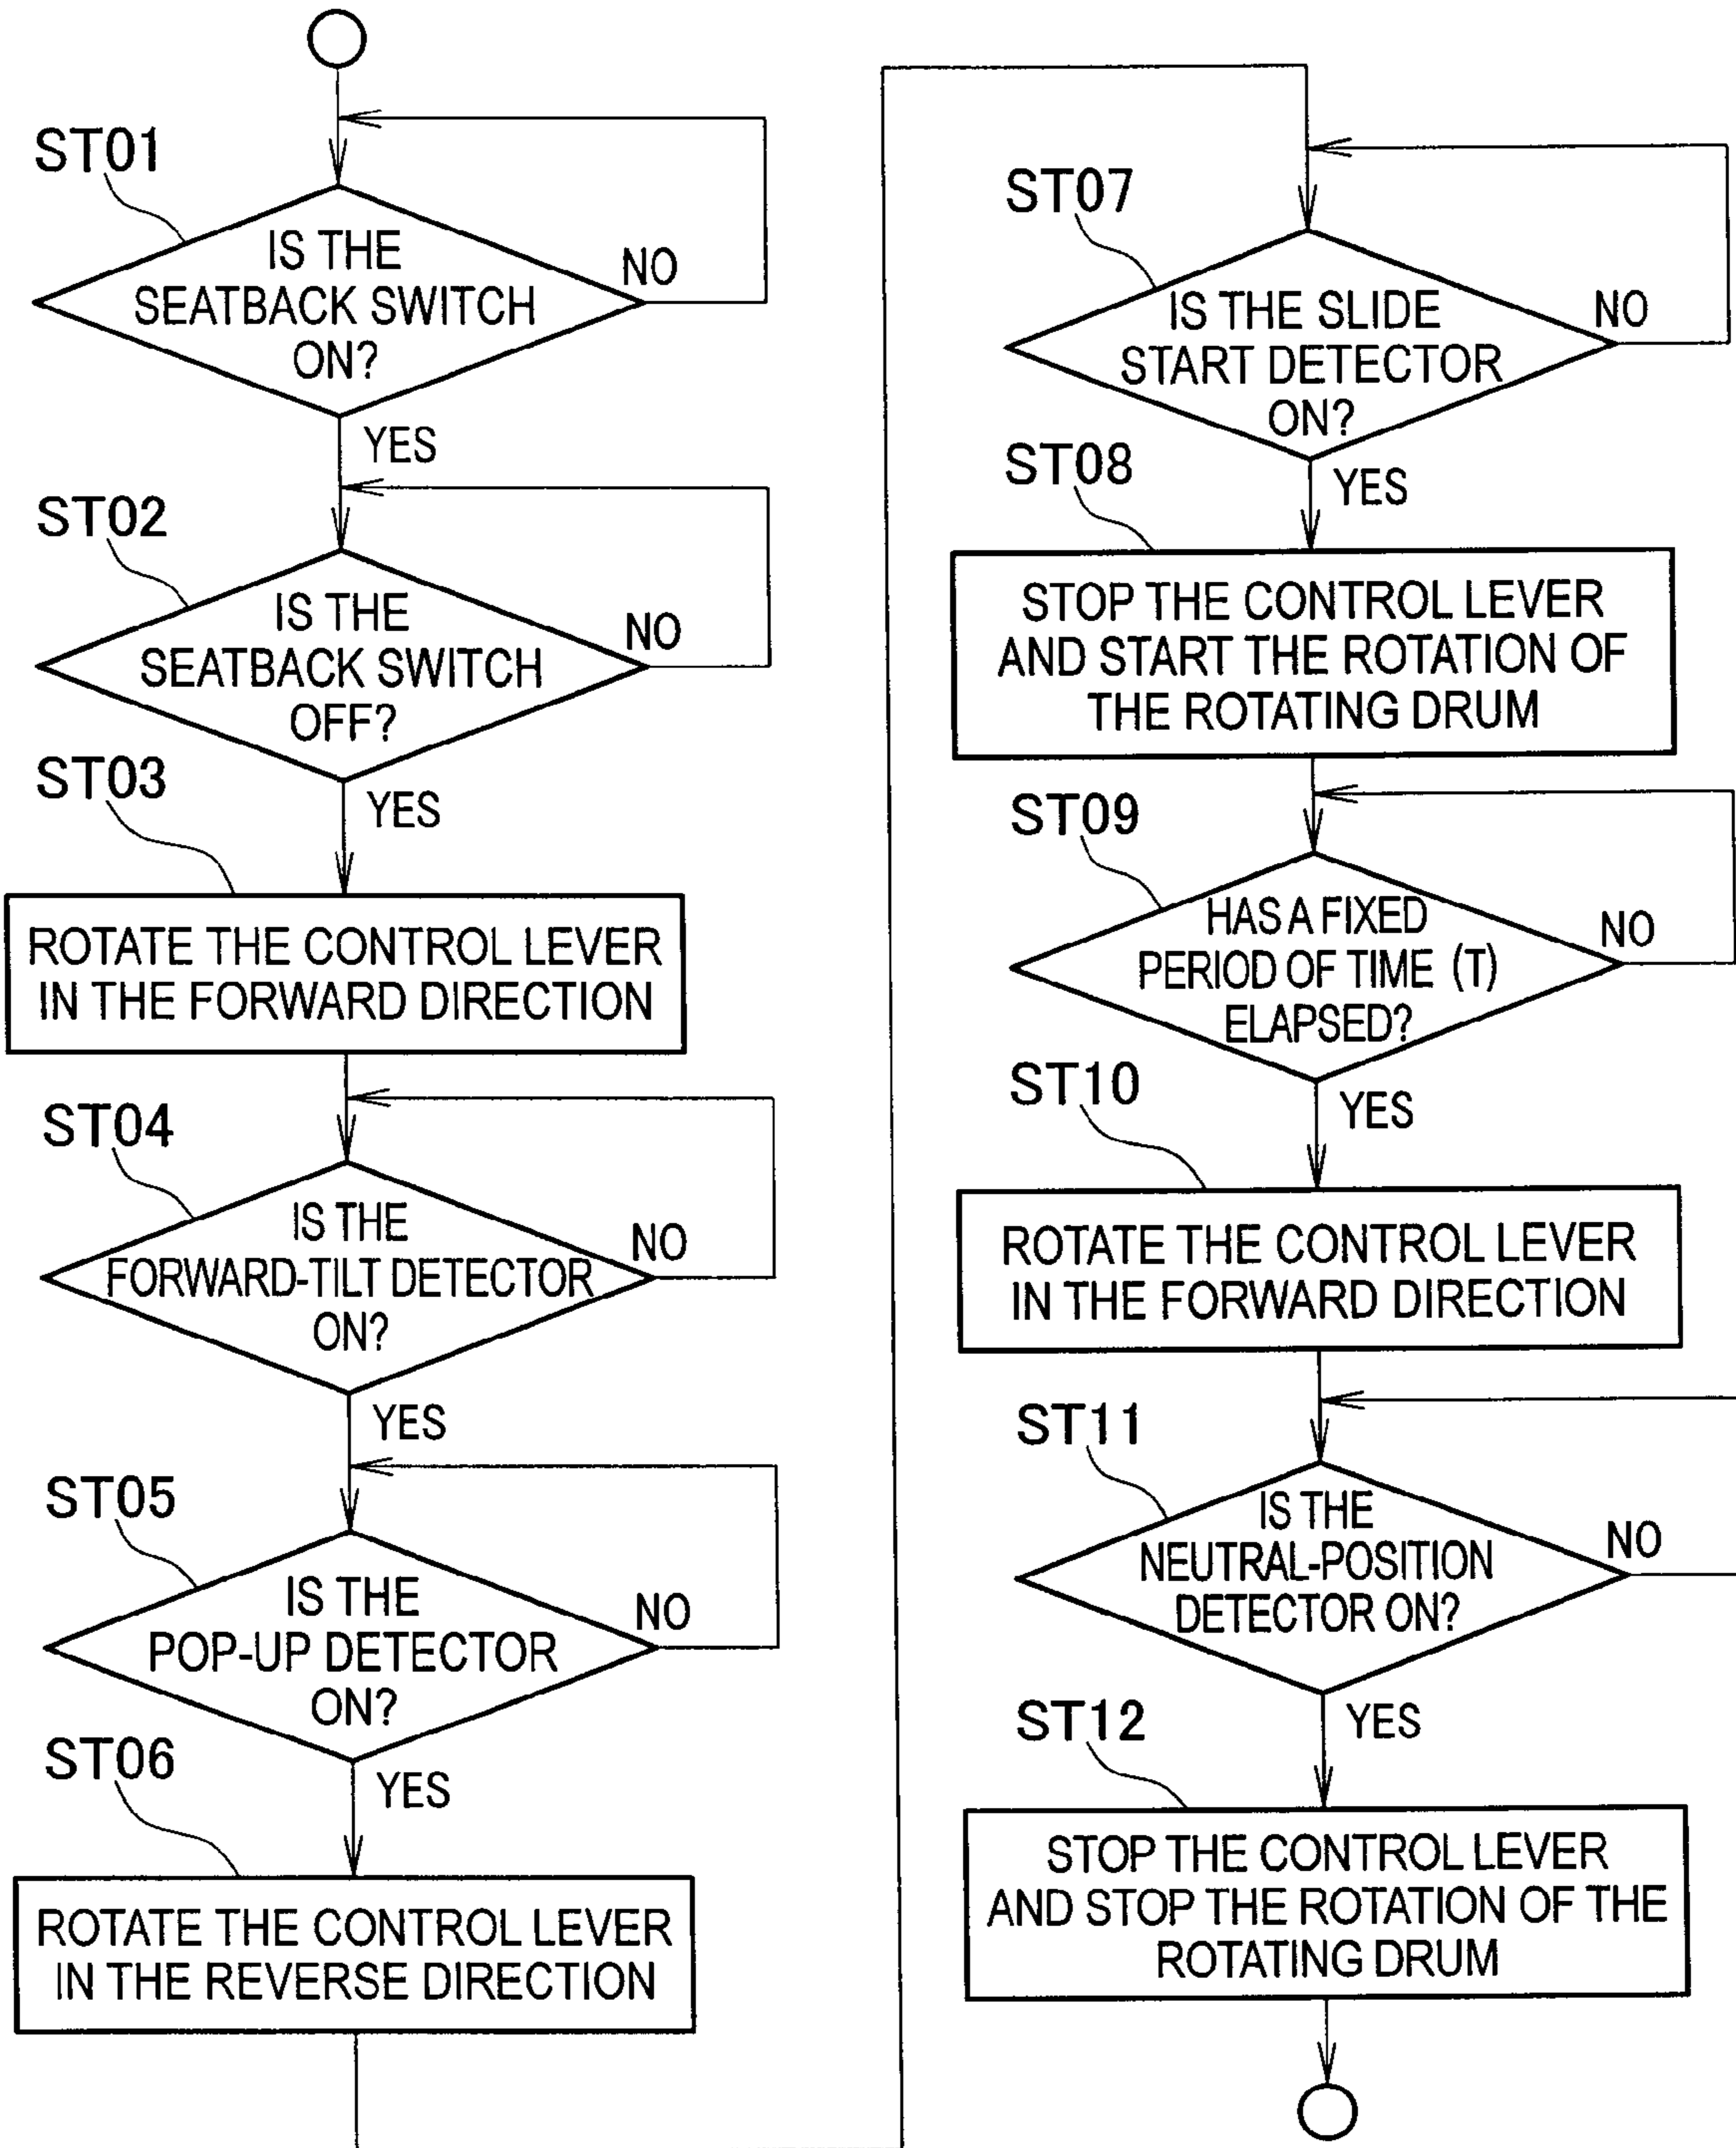 ST01
IS THE
SEATBACK SWITCH
ON?
NO
YES
ST02
IS THE
SEATBACK SWITCH
OFF?
NO
YES
ST03
ROTATE THE CONTROL LEVER
IN THE FORWARD DIRECTION
ST04
IS THE
FORWARD-TILT DETECTOR
ON?
NO
YES
ST05
IS THE
POP-UP DETECTOR
ON?
NO
YES
ST06
ROTATE THE CONTROL LEVER
IN THE REVERSE DIRECTION
ST07
IS THE SLIDE
START DETECTOR
ON?
NO
YES
ST08
STOP THE CONTROL LEVER
AND START THE ROTATION OF
THE ROTATING DRUM
ST09
HAS A FIXED
PERIOD OF TIME (T)
ELAPSED?
NO
YES
ST10
ROTATE THE CONTROL LEVER
IN THE FORWARD DIRECTION
ST11
IS THE
NEUTRAL-POSITION
DETECTOR ON?
NO
YES
ST12
STOP THE CONTROL LEVER
AND STOP THE ROTATION OF THE
ROTATING DRUM